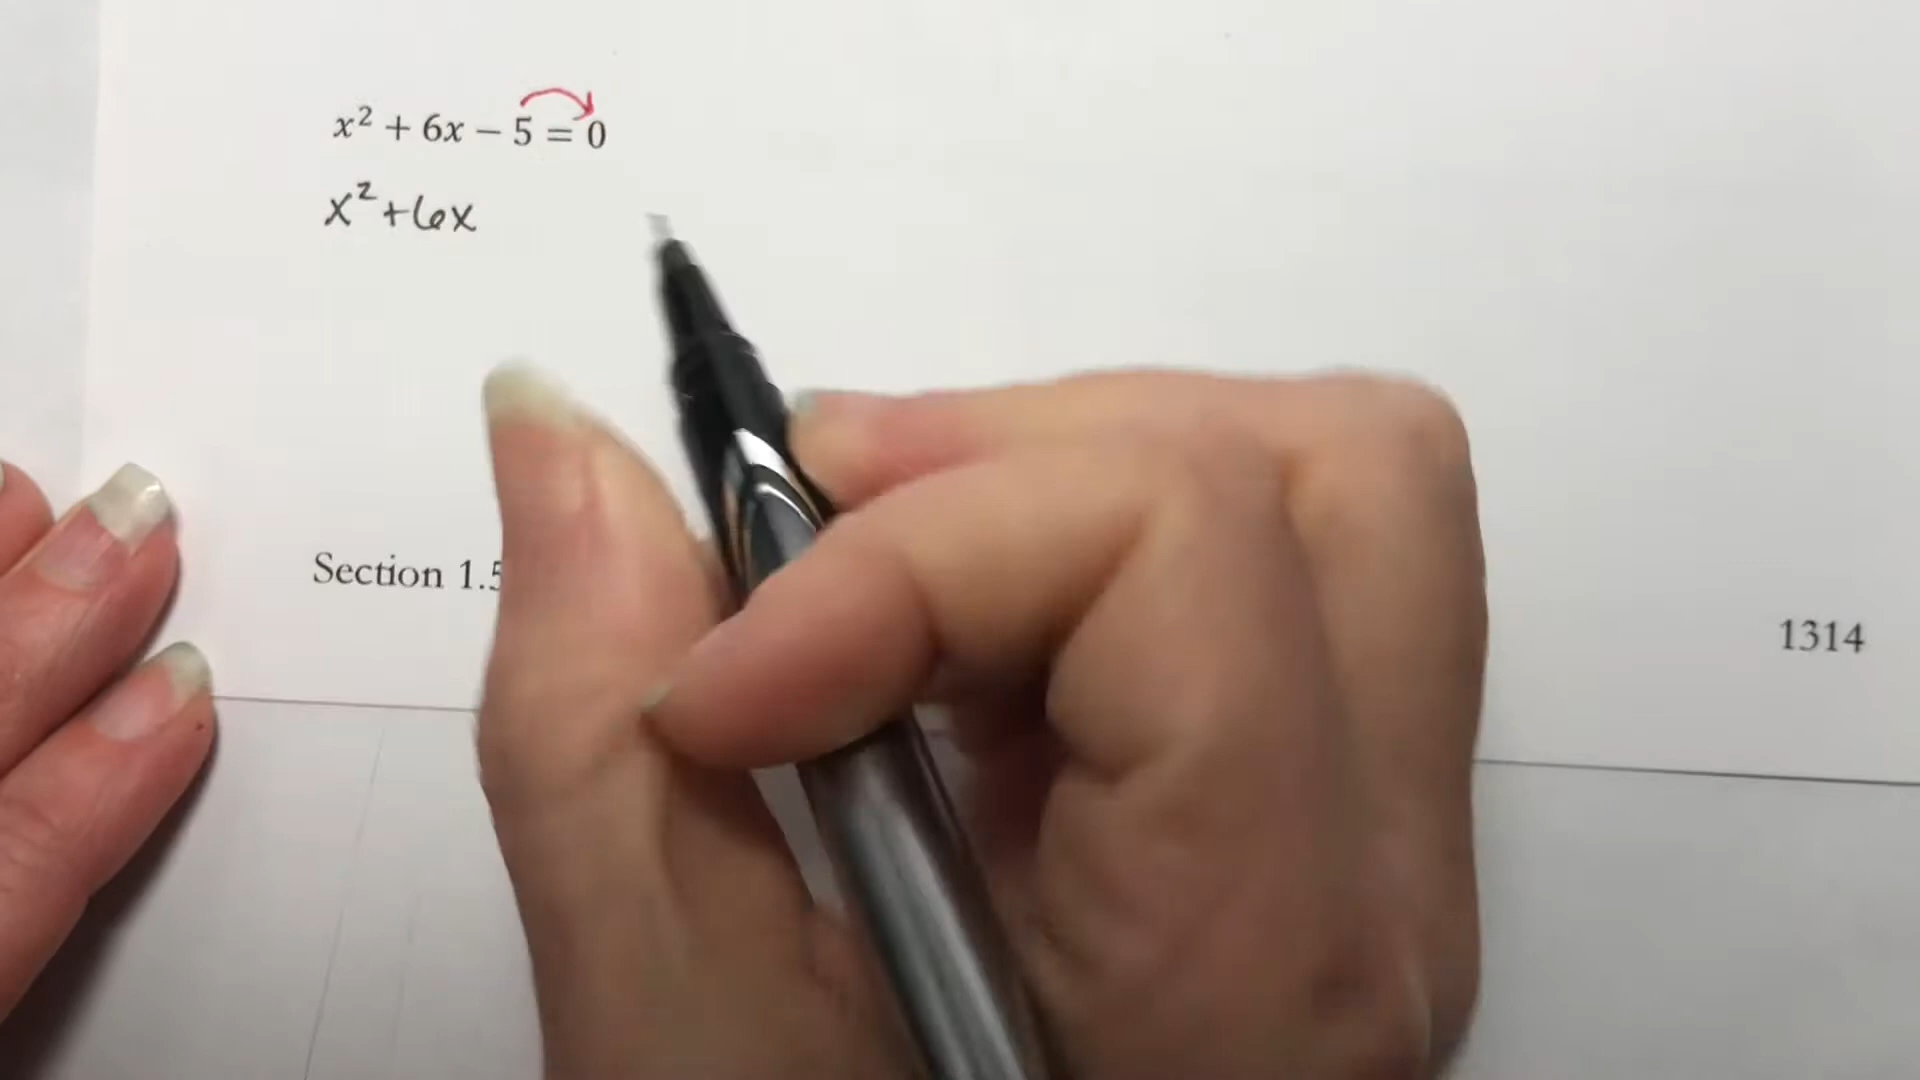 x² + 6x − 5 = 0
x² + 6x
Section 1.5
1314